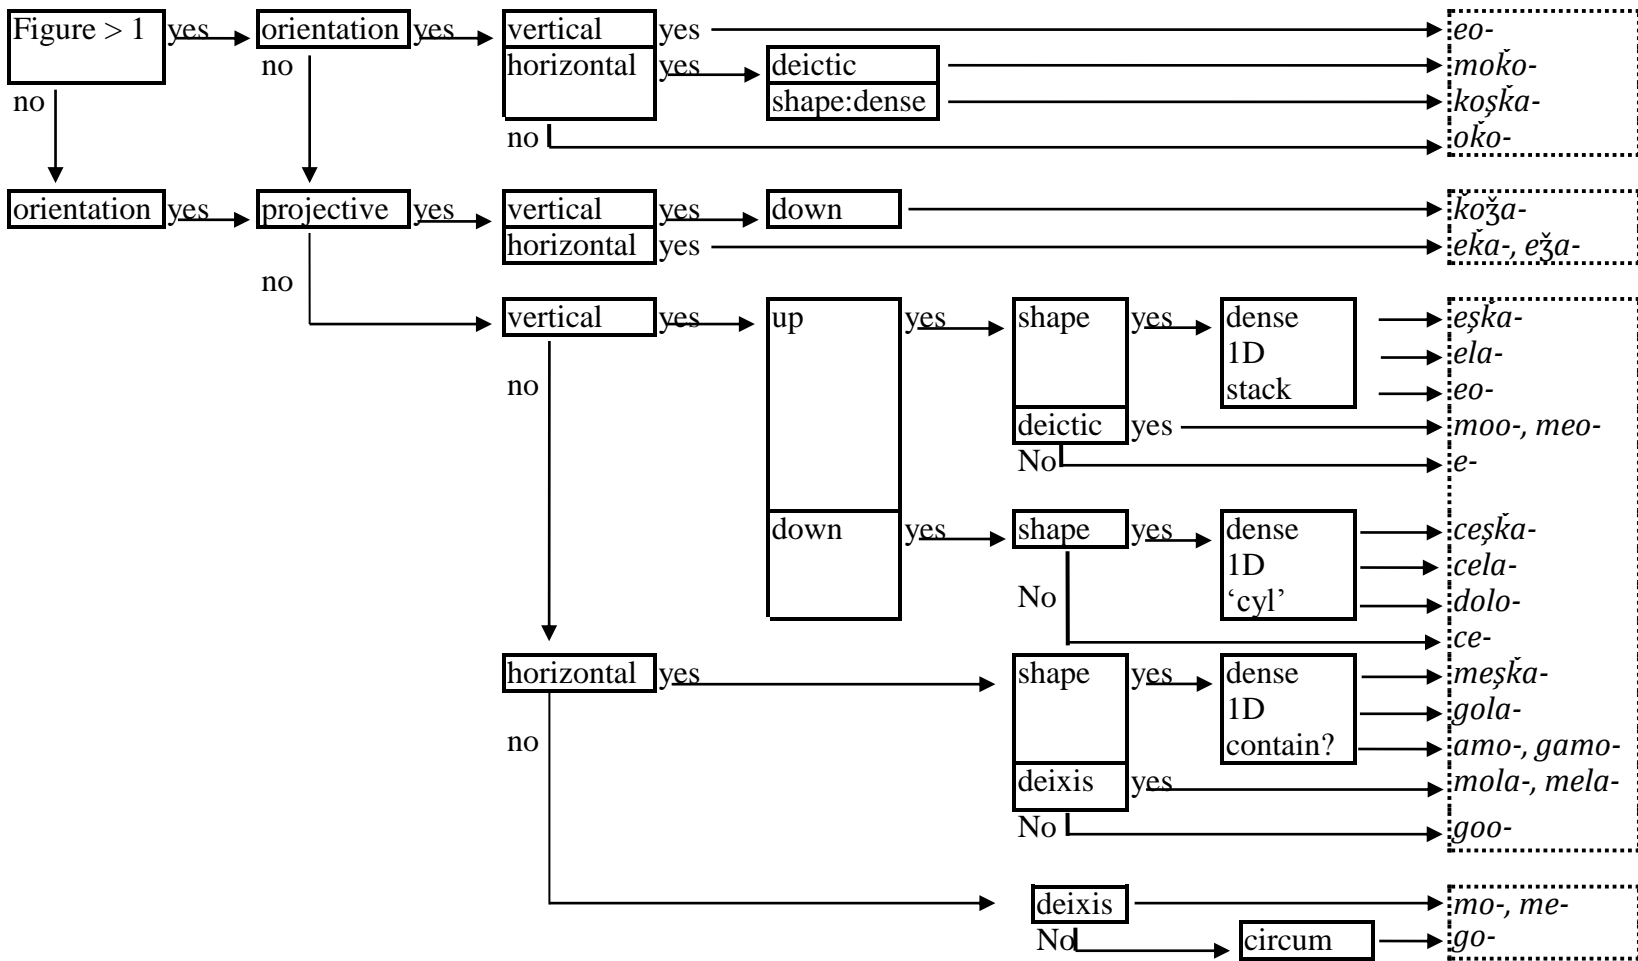 Figure > 1 yes orientation yes vertical yes eo-
no horizontal yes deictic moǩo-
no shape:dense koşǩa-
no oǩo-
orientation yes projective yes vertical yes down koǯa-
horizontal yes eǩa-, eǯa-
no
vertical yes up yes shape yes dense eşǩa-
1D ela-
no stack eo-
deictic yes moo-, meo-
No e-
down yes shape yes dense ceşǩa-
1D cela-
No ‘cyl’ dolo-
ce-
horizontal yes shape yes dense meşǩa-
1D gola-
no contain? amo-, gamo-
deixis yes mola-, mela-
No goo-
deixis mo-, me-
No circum go-